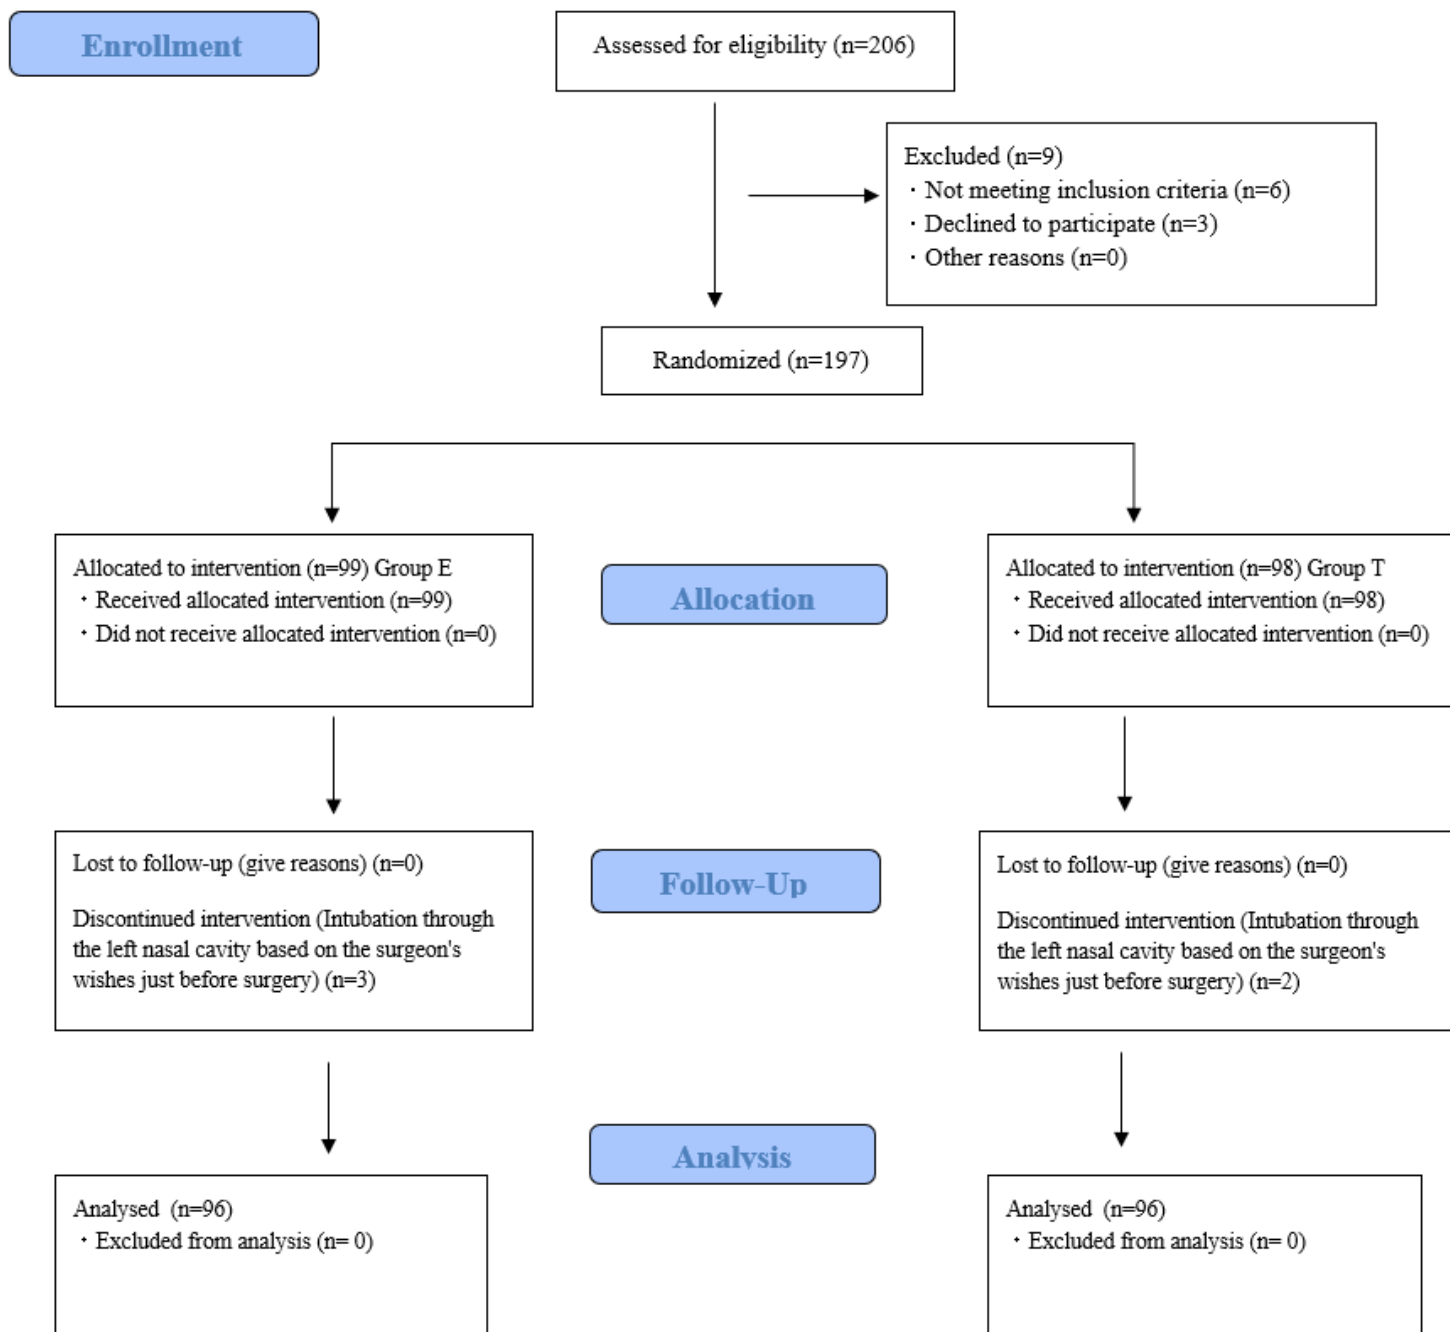 Enrollment
Assessed for eligibility (n=206)
Excluded (n=9)
・Not meeting inclusion criteria (n=6)
・Declined to participate (n=3)
・Other reasons (n=0)
Randomized (n=197)
Allocated to intervention (n=99) Group E
・Received allocated intervention (n=99)
・Did not receive allocated intervention (n=0)
Allocation
Allocated to intervention (n=98) Group T
・Received allocated intervention (n=98)
・Did not receive allocated intervention (n=0)
Lost to follow-up (give reasons) (n=0)
Discontinued intervention (Intubation through
the left nasal cavity based on the surgeon's
wishes just before surgery) (n=3)
Follow-Up
Lost to follow-up (give reasons) (n=0)
Discontinued intervention (Intubation through
the left nasal cavity based on the surgeon's
wishes just before surgery) (n=2)
Analysis
Analysed (n=96)
・Excluded from analysis (n= 0)
Analysed (n=96)
・Excluded from analysis (n= 0)